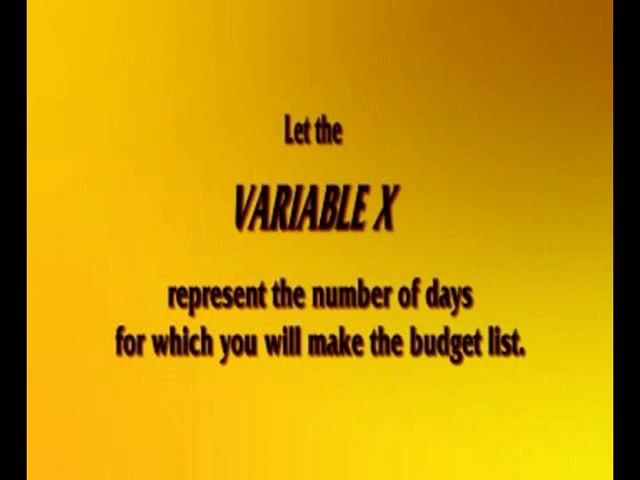 Let the
VARIABLE X
represent the number of days
for which you will make the budget list.